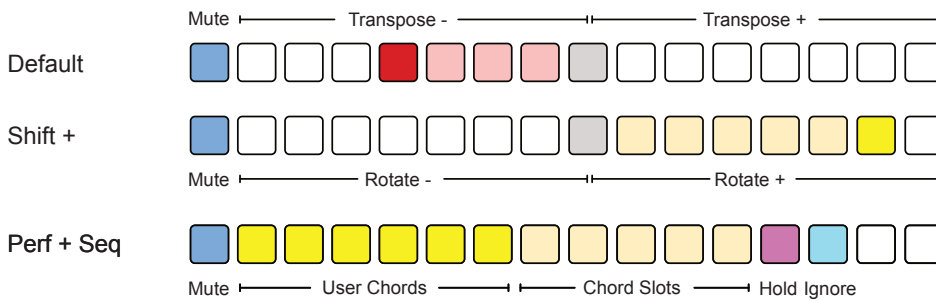 Mute Transpose - Transpose +
Default
Shift +
Mute Rotate - Rotate +
Perf + Seq
Mute User Chords Chord Slots Hold Ignore